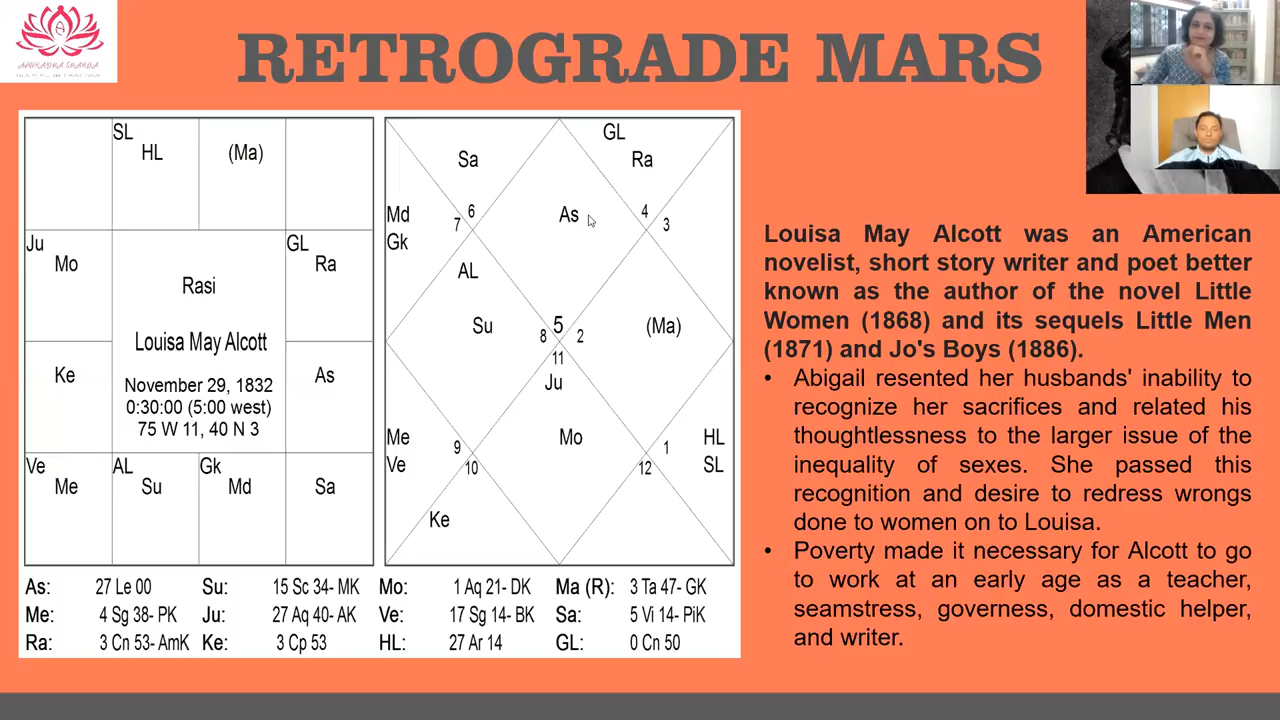 RETROGRADE MARS
SL
HL
(Ma)
Ju
Mo
GL
Ra
Rasi
Louisa May Alcott
November 29, 1832
0:30:00 (5:00 west)
75 W 11, 40 N 3
Ke
As
Ve
Me
AL
Su
Gk
Md
Sa
GL
Sa
Ra
Md
Gk
6
7
As
4
3
AL
Su
8
5
2
(Ma)
11
Ju
Me
Ve
9
10
Mo
1
12
HL
SL
Ke
As: 27 Le 00 Su: 15 Sc 34- MK Mo: 1 Aq 21- DK Ma (R): 3 Ta 47- GK
Me: 4 Sg 38- PK Ju: 27 Aq 40- AK Ve: 17 Sg 14- BK Sa: 5 Vi 14- PiK
Ra: 3 Cn 53- AmK Ke: 3 Cp 53 HL: 27 Ar 14 GL: 0 Cn 50
Louisa May Alcott was an American
novelist, short story writer and poet better
known as the author of the novel Little
Women (1868) and its sequels Little Men
(1871) and Jo's Boys (1886).
• Abigail resented her husbands' inability to
recognize her sacrifices and related his
thoughtlessness to the larger issue of the
inequality of sexes. She passed this
recognition and desire to redress wrongs
done to women on to Louisa.
• Poverty made it necessary for Alcott to go
to work at an early age as a teacher,
seamstress, governess, domestic helper,
and writer.